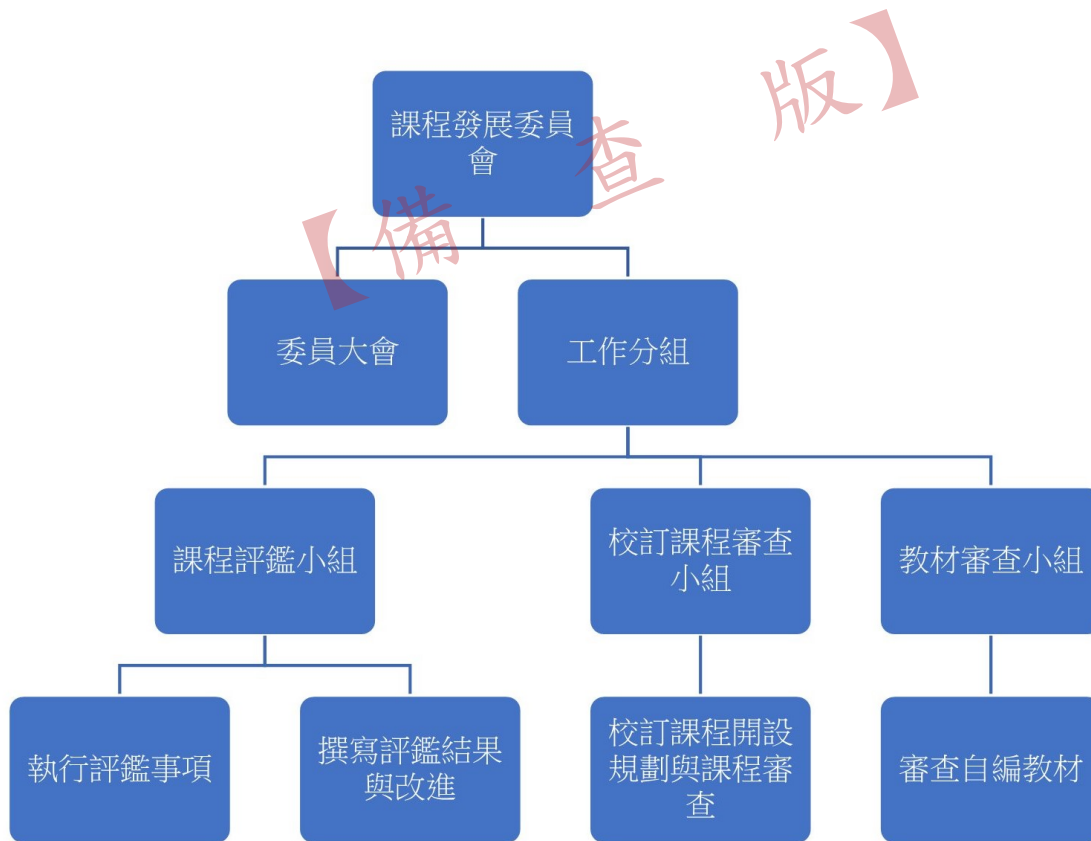 課程發展委員
會
【備查版】
委員大會
工作分組
課程評鑑小組
校訂課程審查
小組
教材審查小組
執行評鑑事項
撰寫評鑑結果
與改進
校訂課程開設
規劃與課程審
查
審查自編教材